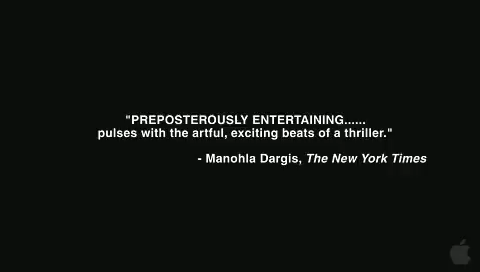 "PREPOSTEROUSLY ENTERTAINING......
pulses with the artful, exciting beats of a thriller."
- Manohla Dargis, The New York Times